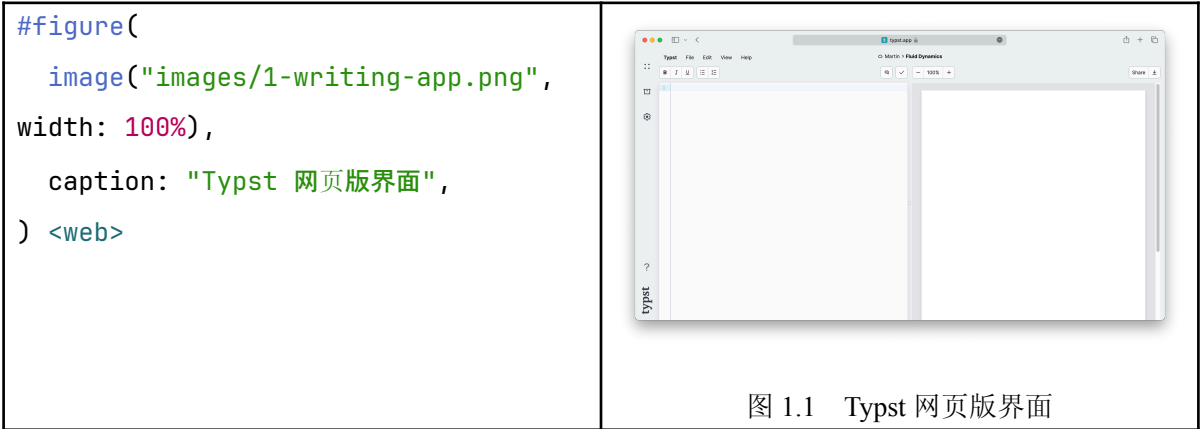 #figure(
image("images/1-writing-app.png",
width: 100%),
caption: "Typst 网页版界面",
) <web>
typst.app
Typst File Edit View Help
Martin > Fluid Dynamics
B I U
100%
Share
1
?
typst
图 1.1 Typst 网页版界面